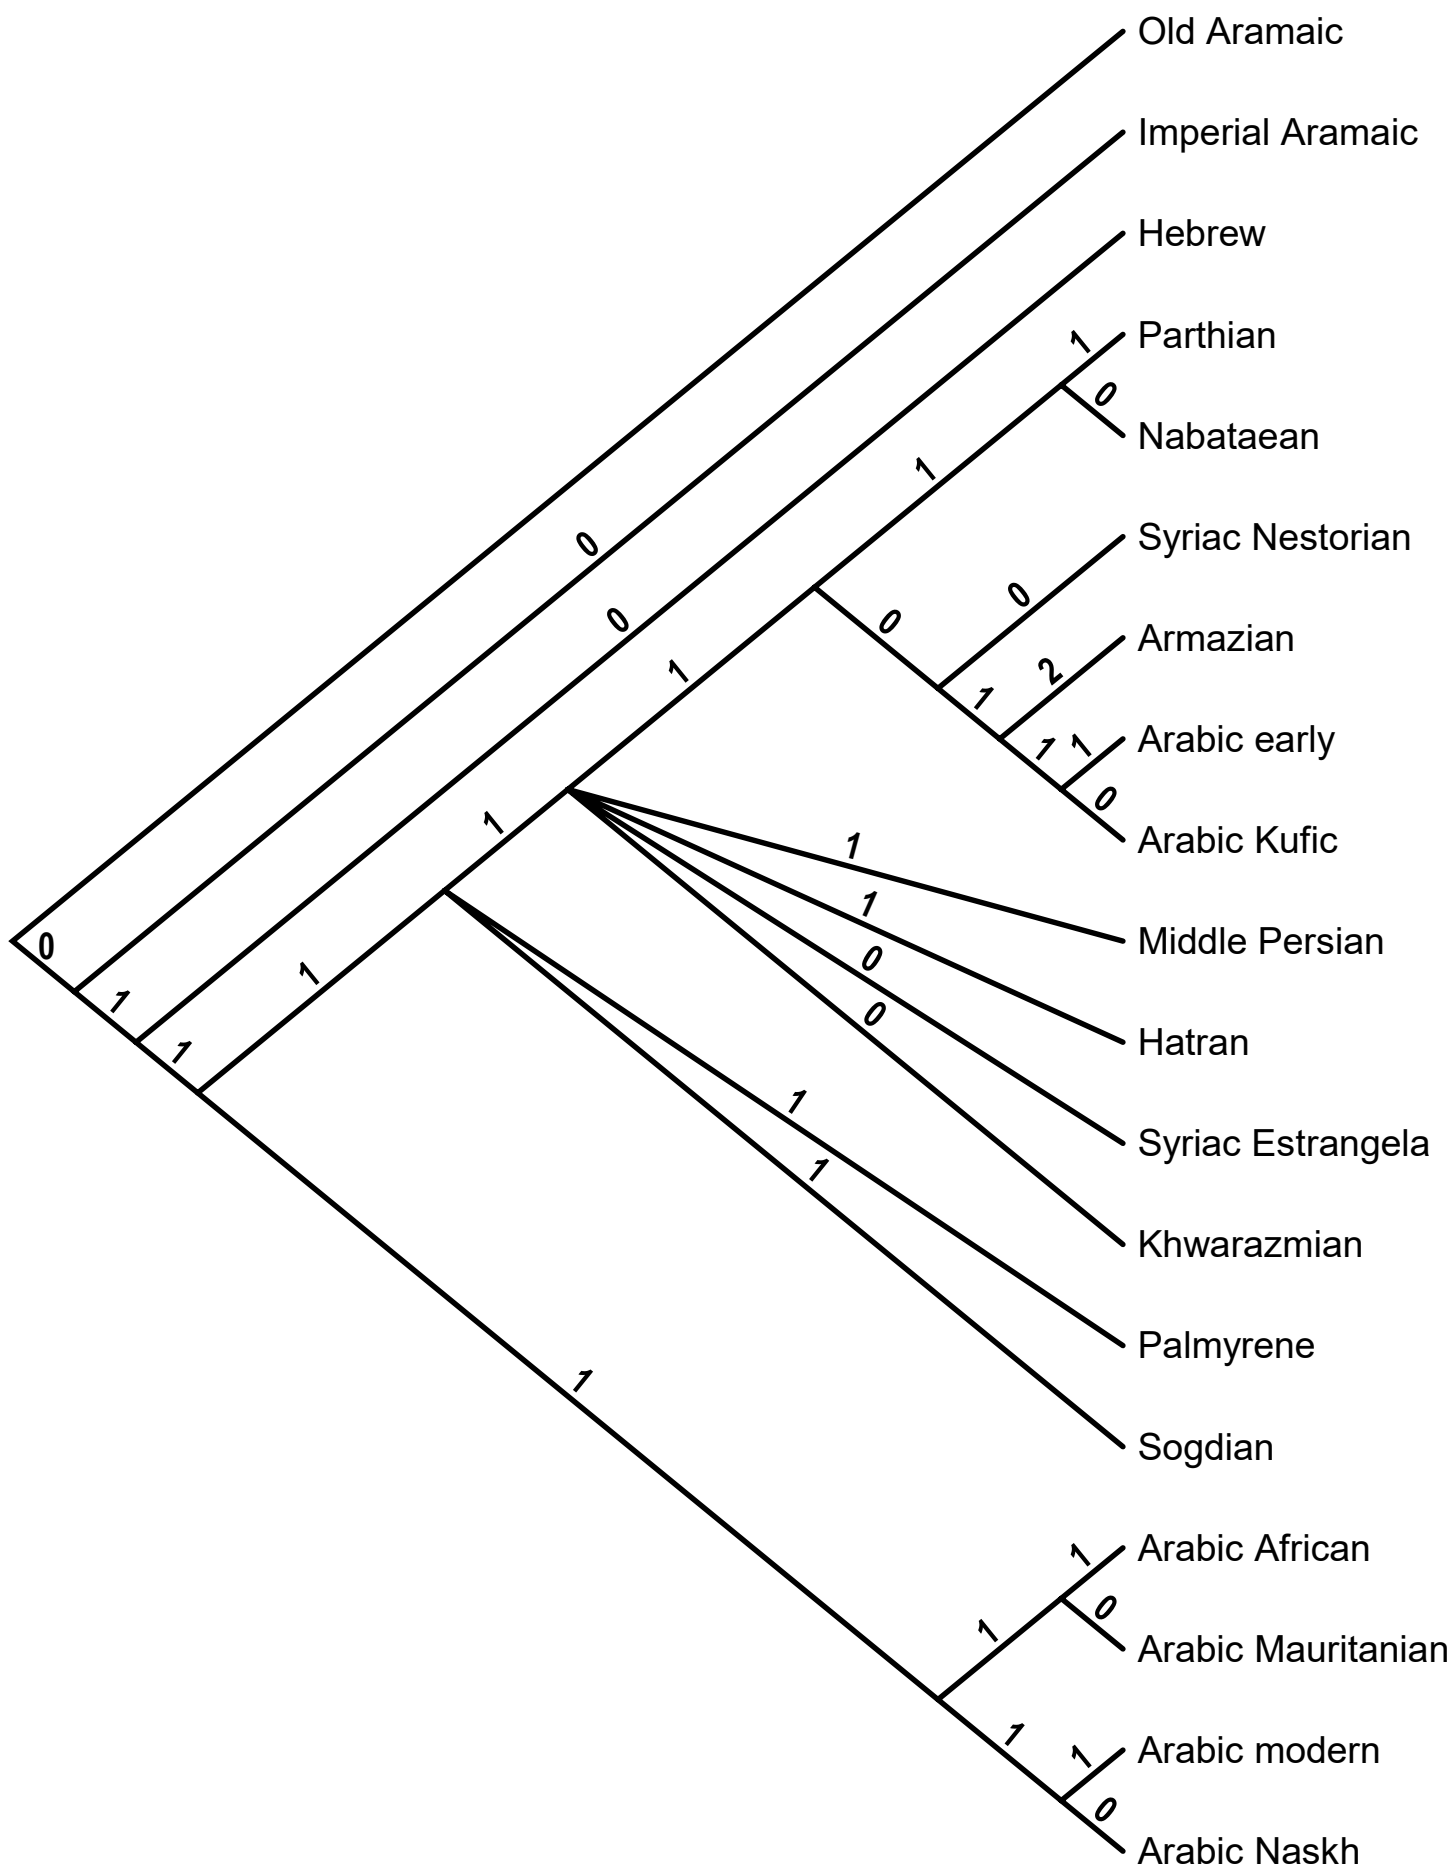 Old Aramaic
Imperial Aramaic
Hebrew
1
Parthian
0
Nabataean
1
Syriac Nestorian
0
0
0
0
Armazian
2
1
1
1
1
Arabic early
0
Arabic Kufic
1
1
Middle Persian
1
0
0
1
Hatran
0
1
1
Syriac Estrangela
1
1
Khwarazmian
Palmyrene
1
Sogdian
1
Arabic African
0
1
Arabic Mauritanian
1
1
Arabic modern
0
Arabic Naskh